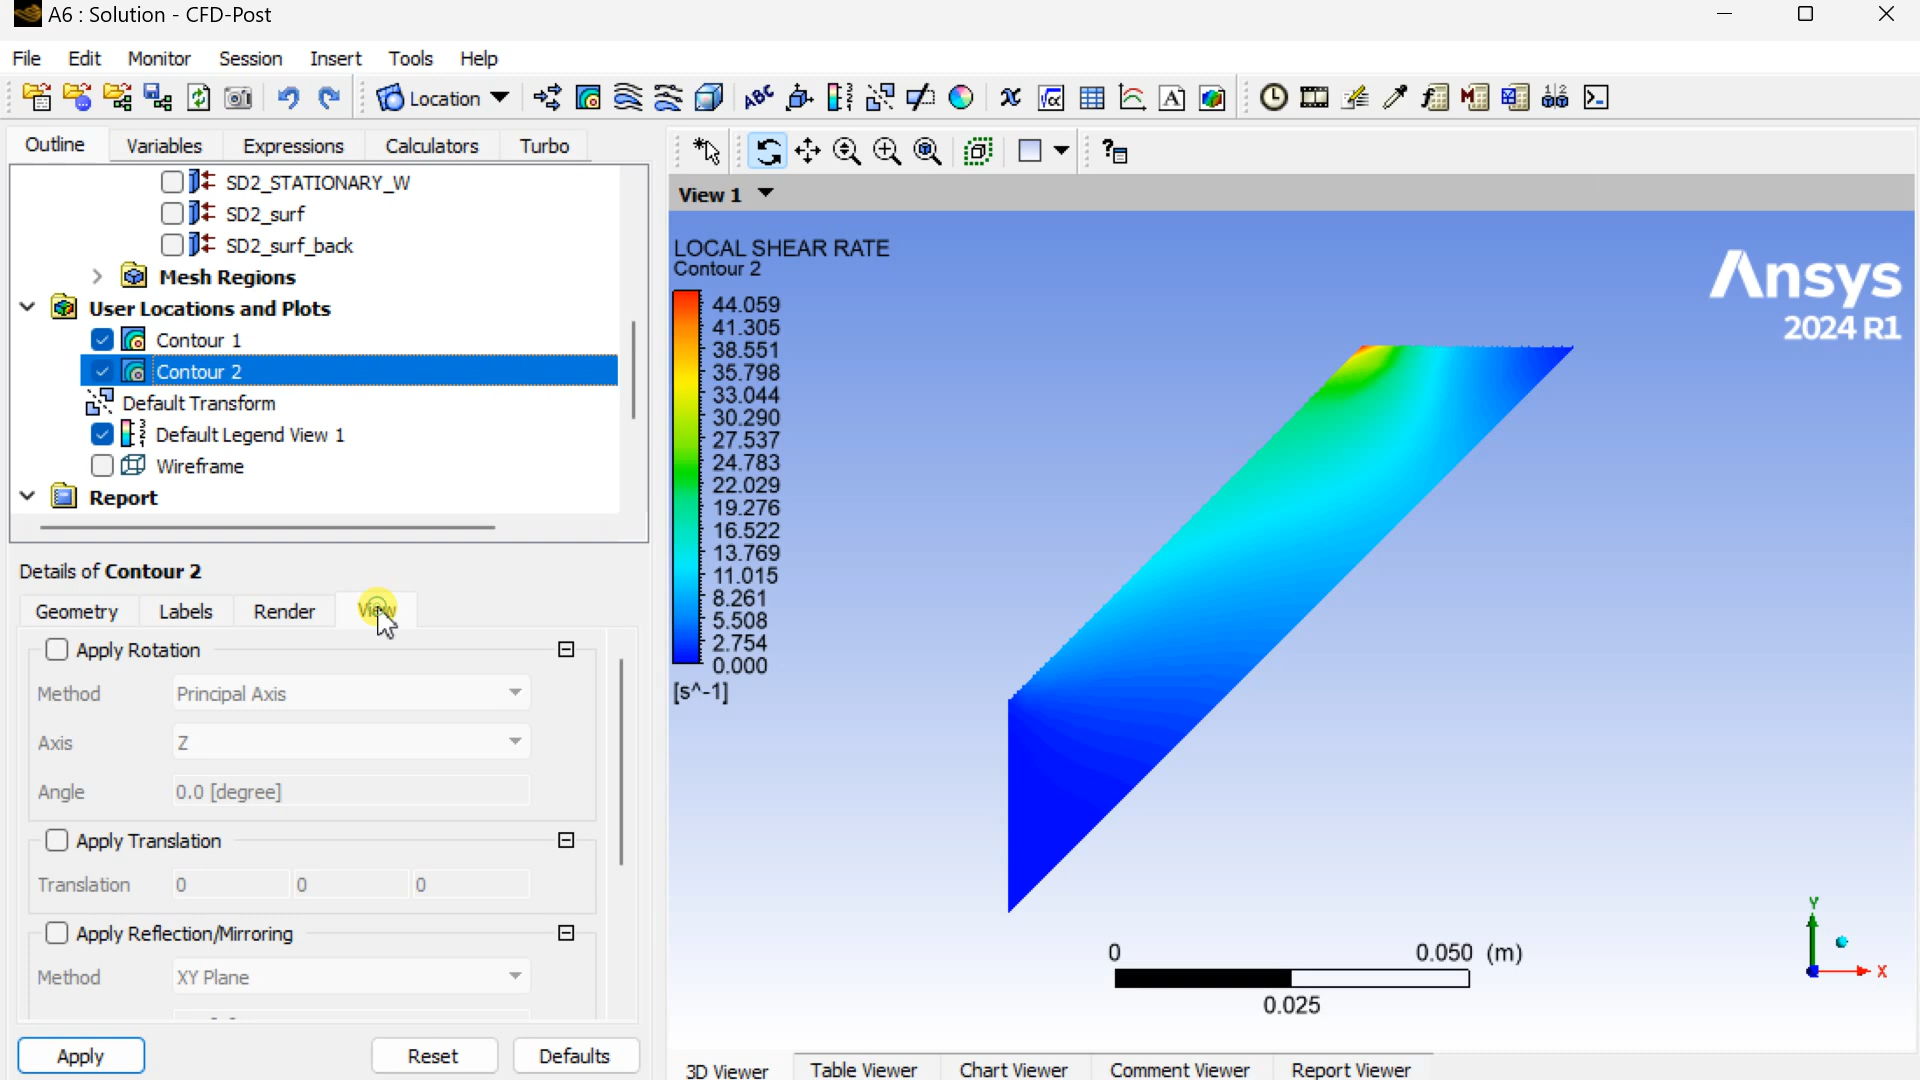 A6 : Solution - CFD-Post
File Edit Monitor Session Insert Tools Help
Location
Outline Variables Expressions Calculators Turbo
SD2_STATIONARY_W
SD2_surf
SD2_surf_back
Mesh Regions
User Locations and Plots
Contour 1
Contour 2
Default Transform
Default Legend View 1
Wireframe
Report
Details of Contour 2
Geometry Labels Render View
Apply Rotation
Method Principal Axis
Axis Z
Angle 0.0 [degree]
Apply Translation
Translation 0 0 0
Apply Reflection/Mirroring
Method XY Plane
Apply Reset Defaults
View 1
LOCAL SHEAR RATE
Contour 2
44.059
41.305
38.551
35.798
33.044
30.290
27.537
24.783
22.029
19.276
16.522
13.769
11.015
8.261
5.508
2.754
0.000
[s^-1]
Ansys
2024 R1
0 0.050 (m)
0.025
Y
X
3D Viewer Table Viewer Chart Viewer Comment Viewer Report Viewer